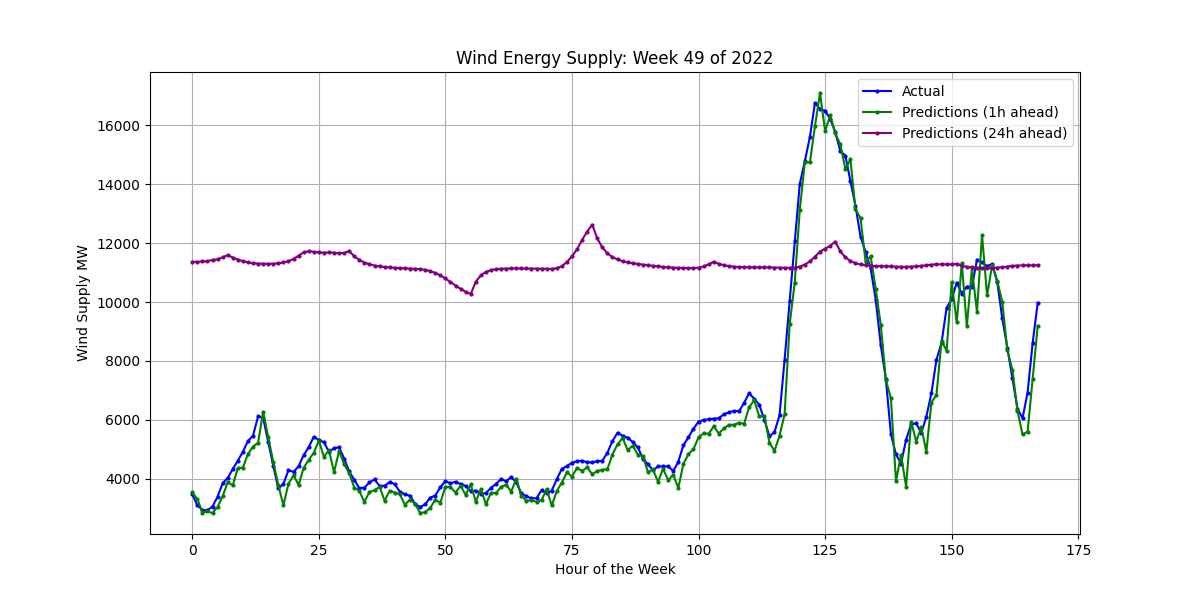 Wind Energy Supply: Week 49 of 2022
Actual
Predictions (1h ahead)
Predictions (24h ahead)
Wind Supply MW
16000
14000
12000
10000
8000
6000
4000
0 25 50 75 100 125 150 175
Hour of the Week